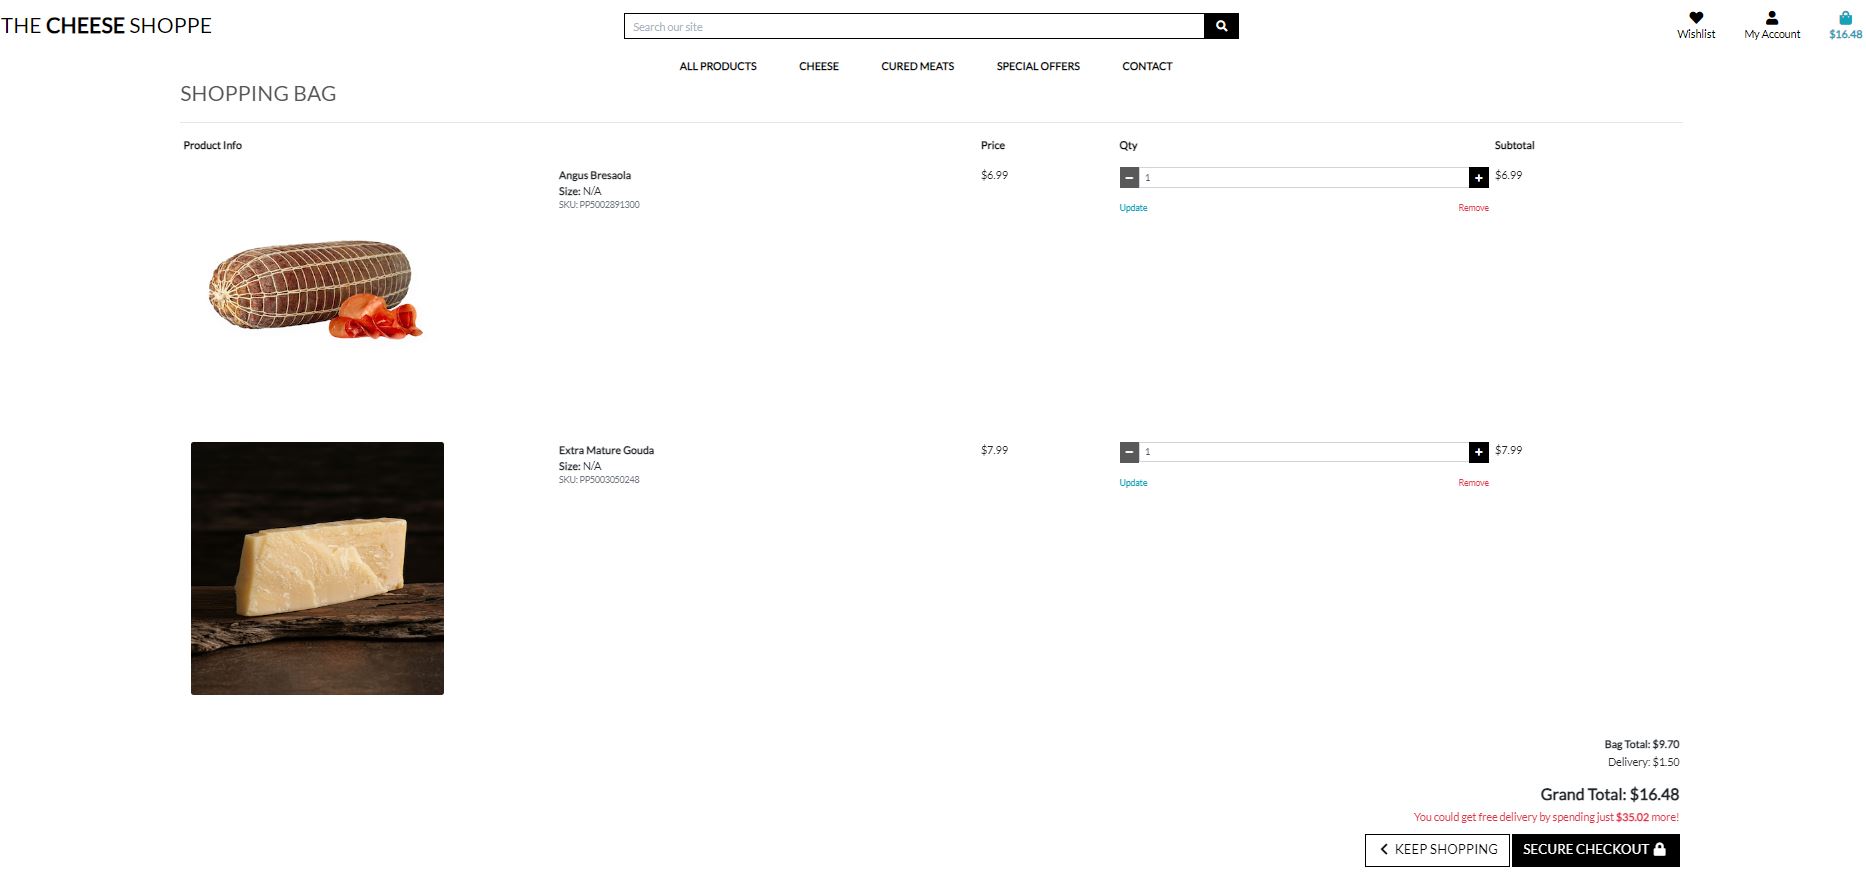 THE CHEESE SHOPPE
Search our site
Wishlist
My Account
$16.48
ALL PRODUCTS CHEESE CURED MEATS SPECIAL OFFERS CONTACT
SHOPPING BAG
Product Info Price Qty Subtotal
Angus Bresaola $6.99 1 $6.99
Size: N/A
SKU: PP5002891300
Update Remove
Extra Mature Gouda $7.99 1 $7.99
Size: N/A
SKU: PP5003050248
Update Remove
Bag Total: $9.70
Delivery: $1.50
Grand Total: $16.48
You could get free delivery by spending just $35.02 more!
KEEP SHOPPING SECURE CHECKOUT